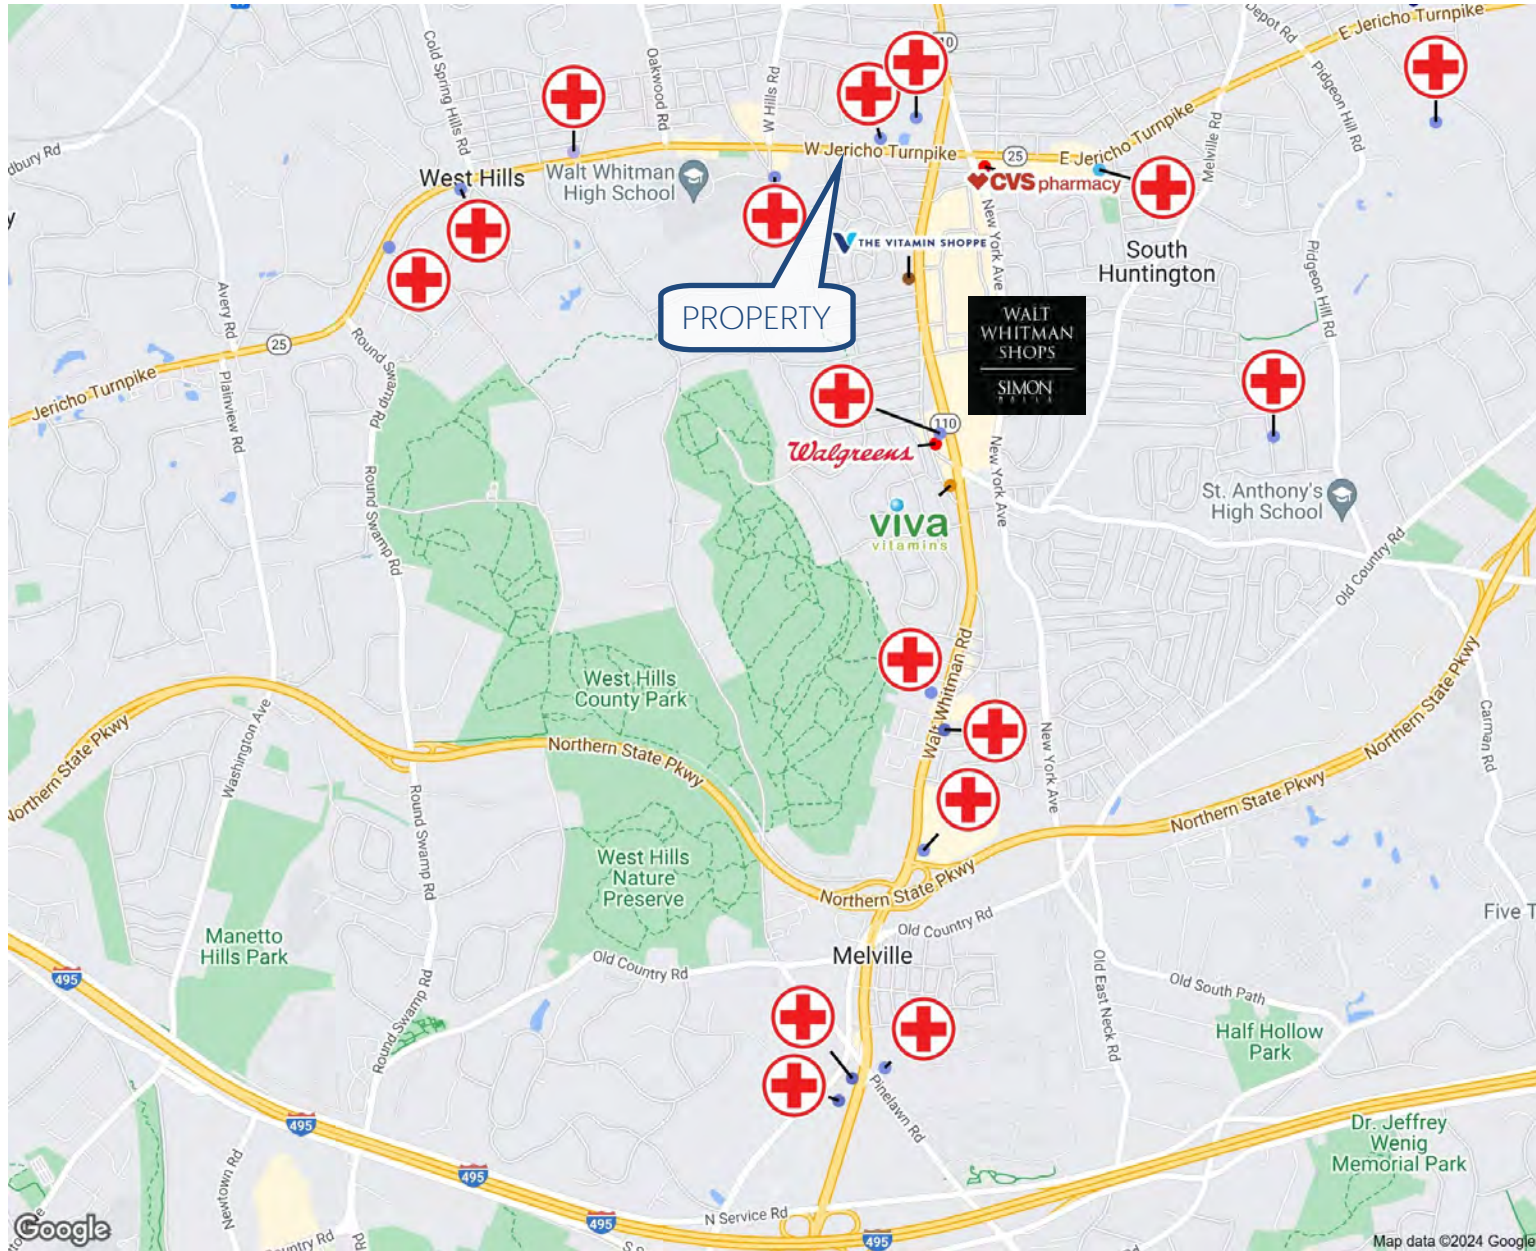 Depot Rd
E Jericho Turnpike
Cold Spring Hills Rd
Oakwood Rd
W Hills Rd
Pidgeon Hill Rd
Melville Rd
W Jericho Turnpike
25
E Jericho Turnpike
dbury Rd
West Hills
Walt Whitman
High School
CVS pharmacy
New York Ave
THE VITAMIN SHOPPE
South
Huntington
Pidgeon Hill Rd
PROPERTY
WALT
WHITMAN
SHOPS
SIMON
Avery Rd
25
Round Swamp Rd
Jericho Turnpike
Plainview Rd
110
Walgreens
New York Ave
Round Swamp Rd
viva
vitamins
St. Anthony's
High School
Old Country Rd
West Hills
County Park
Walt Whitman Rd
Northern State Pkwy
Washington Ave
Northern State Pkwy
New York Ave
Carman Rd
Northern State Pkwy
Round Swamp Rd
Northern State Pkwy
West Hills
Nature
Preserve
Northern State Pkwy
Five T
Old Country Rd
Manetto
Hills Park
Melville
Old Country Rd
495
Old East Neck Rd
Old South Path
Round Swamp Rd
Half Hollow
Park
Pinelawn Rd
495
Dr. Jeffrey
Wenig
Memorial Park
495
Newtown Rd
N Service Rd
495
495
Google
ountry Rd
Map data ©2024 Google